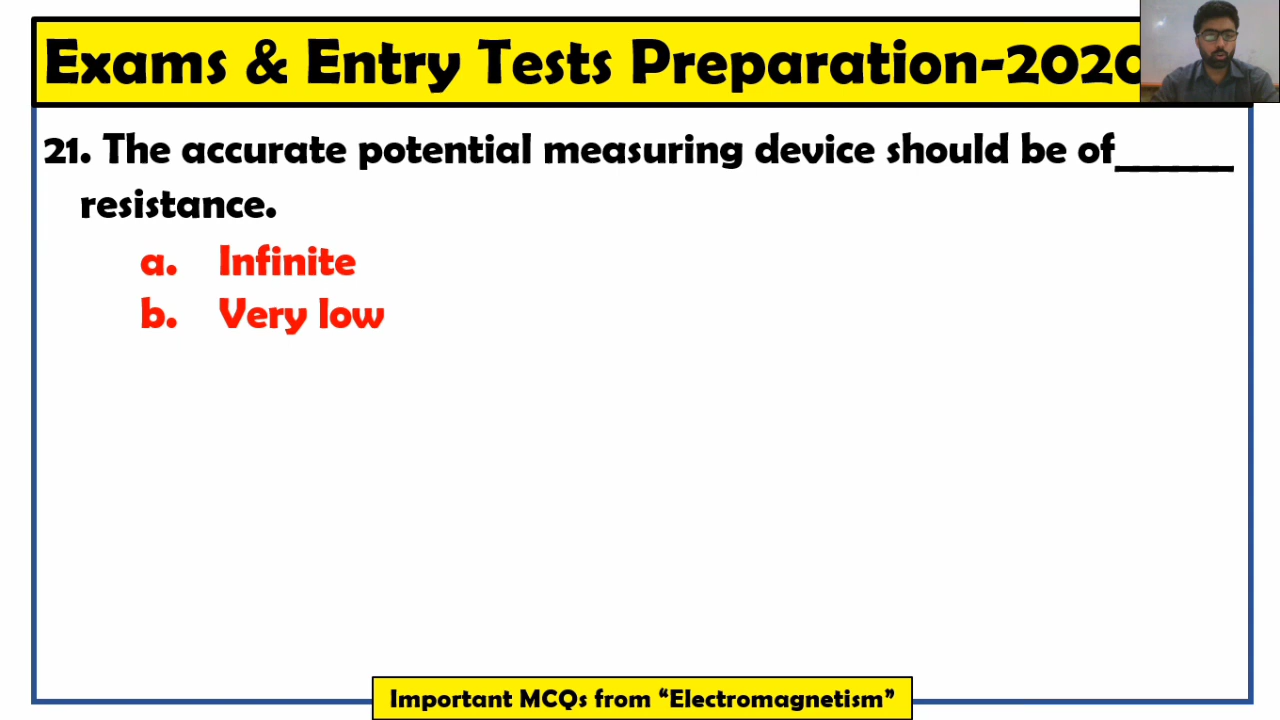 Exams & Entry Tests Preparation-2020
21. The accurate potential measuring device should be of______
resistance.
a. Infinite
b. Very low
Important MCQs from “Electromagnetism”